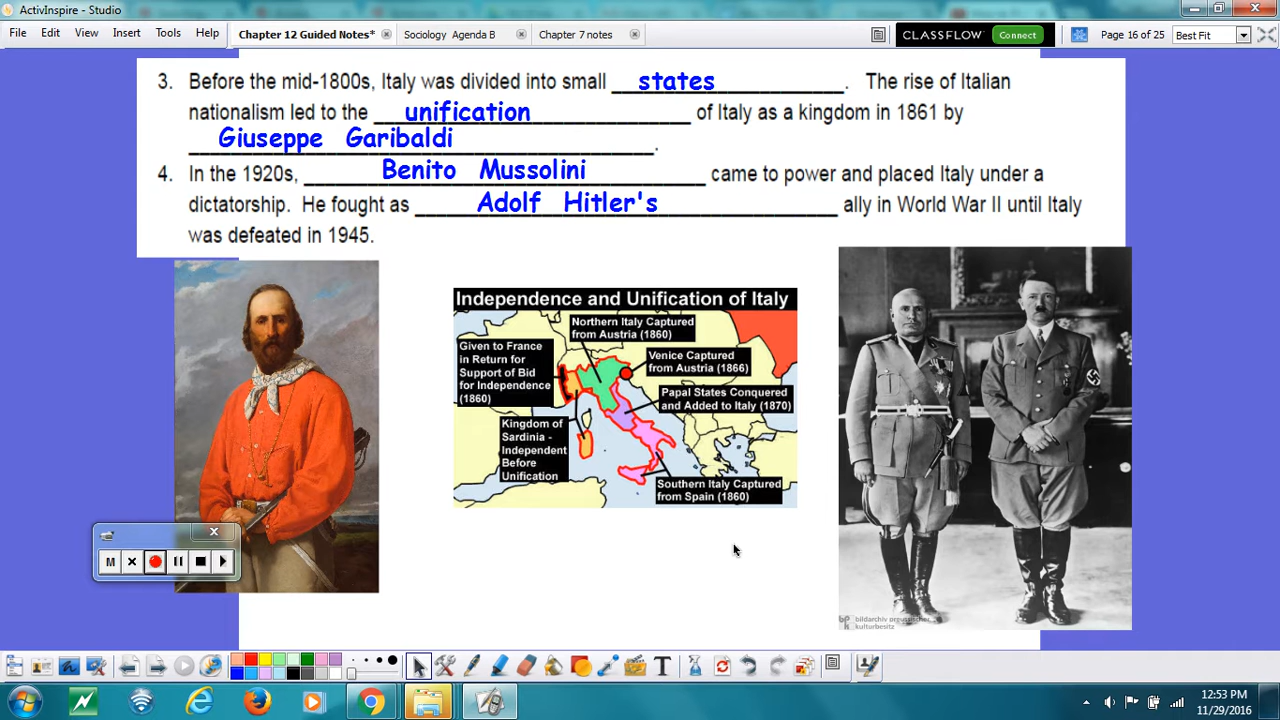 ActivInspire - Studio
File Edit View Insert Tools Help
Chapter 12 Guided Notes*
Sociology Agenda B
Chapter 7 notes
CLASSFLOW Connect
Page 16 of 25
Best Fit
3. Before the mid-1800s, Italy was divided into small states. The rise of Italian
nationalism led to the unification of Italy as a kingdom in 1861 by
Giuseppe Garibaldi.
4. In the 1920s, Benito Mussolini came to power and placed Italy under a
dictatorship. He fought as Adolf Hitler's ally in World War II until Italy
was defeated in 1945.
Independence and Unification of Italy
Northern Italy Captured
from Austria (1860)
Given to France
in Return for
Support of Bid
for Independence
(1860)
Venice Captured
from Austria (1866)
Papal States Conquered
and Added to Italy (1870)
Kingdom of
Sardinia -
Independent
Before
Unification
Southern Italy Captured
from Spain (1860)
M
bpk
bildarchiv preussischer
kulturbesitz
T
12:53 PM
11/29/2016